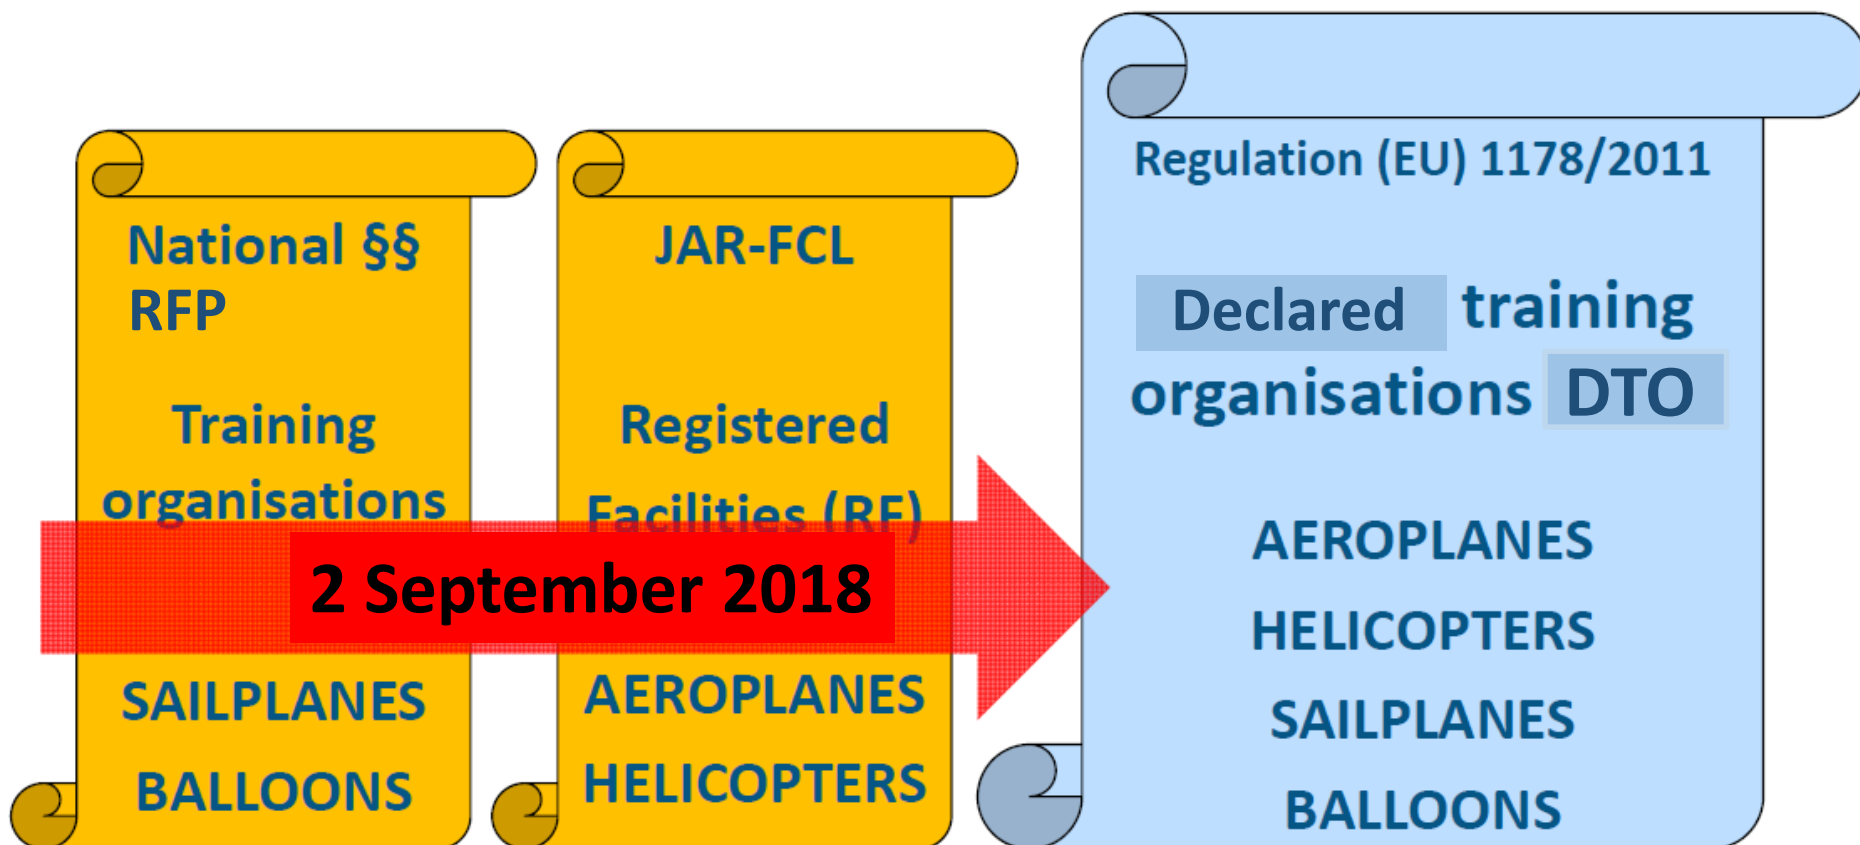 National §§
RFP
Training
organisations
SAILPLANES
BALLOONS
JAR-FCL
Registered
Facilities (RF)
AEROPLANES
HELICOPTERS
2 September 2018
Regulation (EU) 1178/2011
Declared training
organisations DTO
AEROPLANES
HELICOPTERS
SAILPLANES
BALLOONS